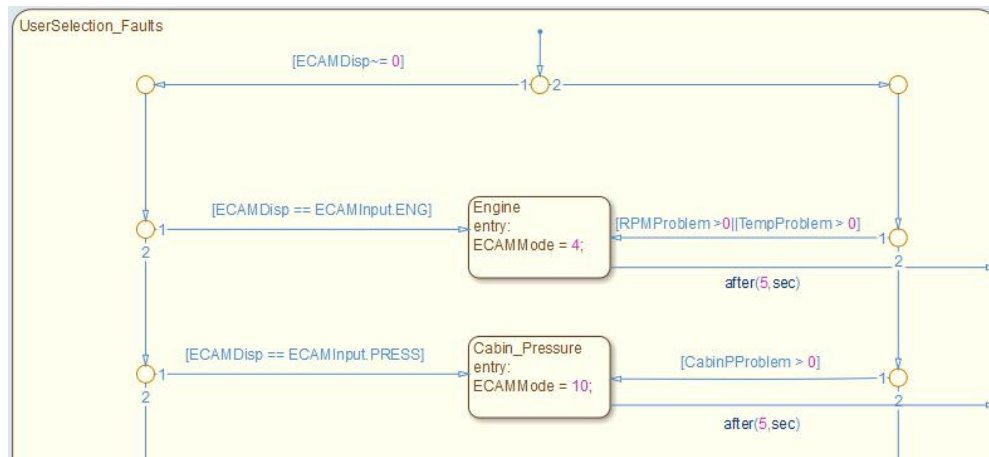 UserSelection_Faults
[ECAMDisp~= 0]
1 2
[ECAMDisp == ECAMInput.ENG]
1
2
Engine
entry:
ECAMMode = 4;
[RPMProblem >0||TempProblem > 0]
1
2
after(5,sec)
[ECAMDisp == ECAMInput.PRESS]
1
2
Cabin_Pressure
entry:
ECAMMode = 10;
[CabinPProblem > 0]
1
2
after(5,sec)